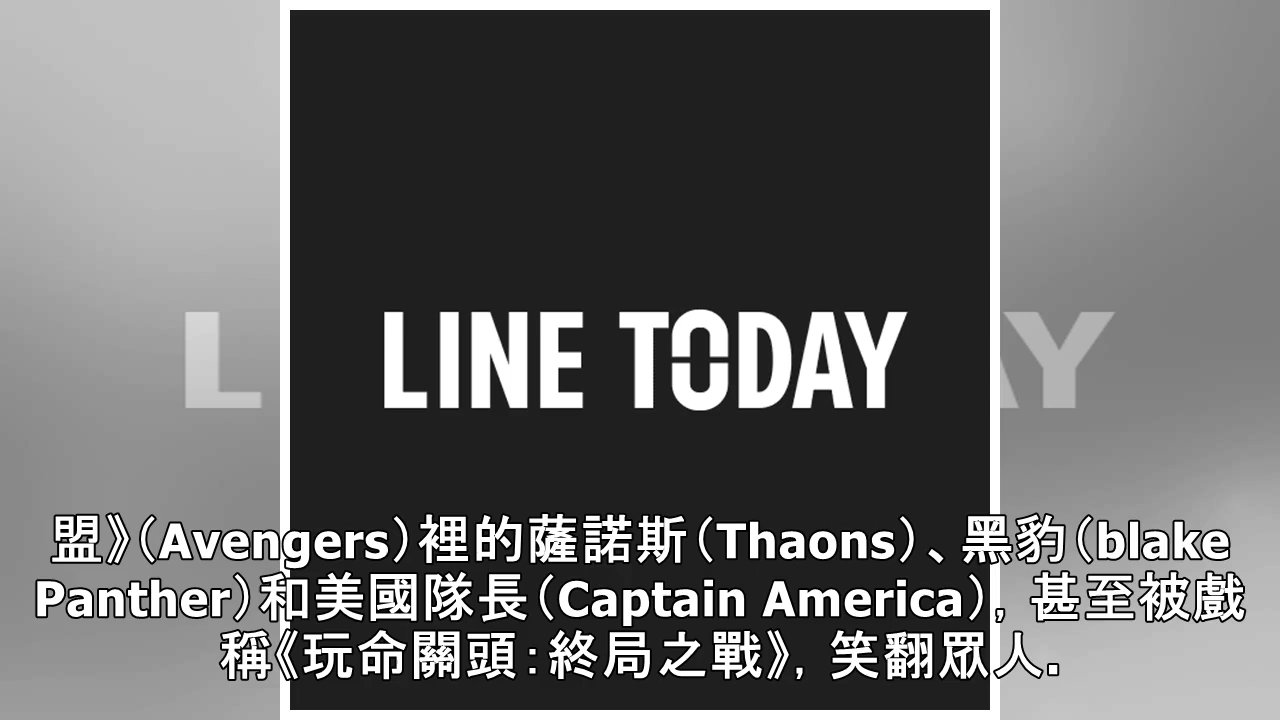 LINE TODAY
L AY
盟》（Avengers）裡的薩諾斯（Thaons）、黑豹（blake
Panther）和美國隊長（Captain America），甚至被戲
稱《玩命關頭：終局之戰》，笑翻眾人.